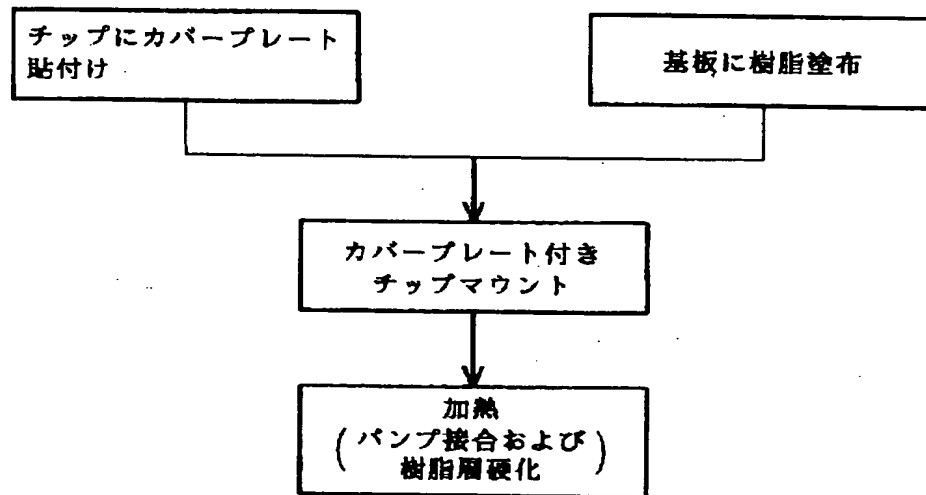 チップにカバープレート
貼付け
基板に樹脂塗布
カバープレート付き
チップマウント
加熱
(バンプ接合および
樹脂層硬化)